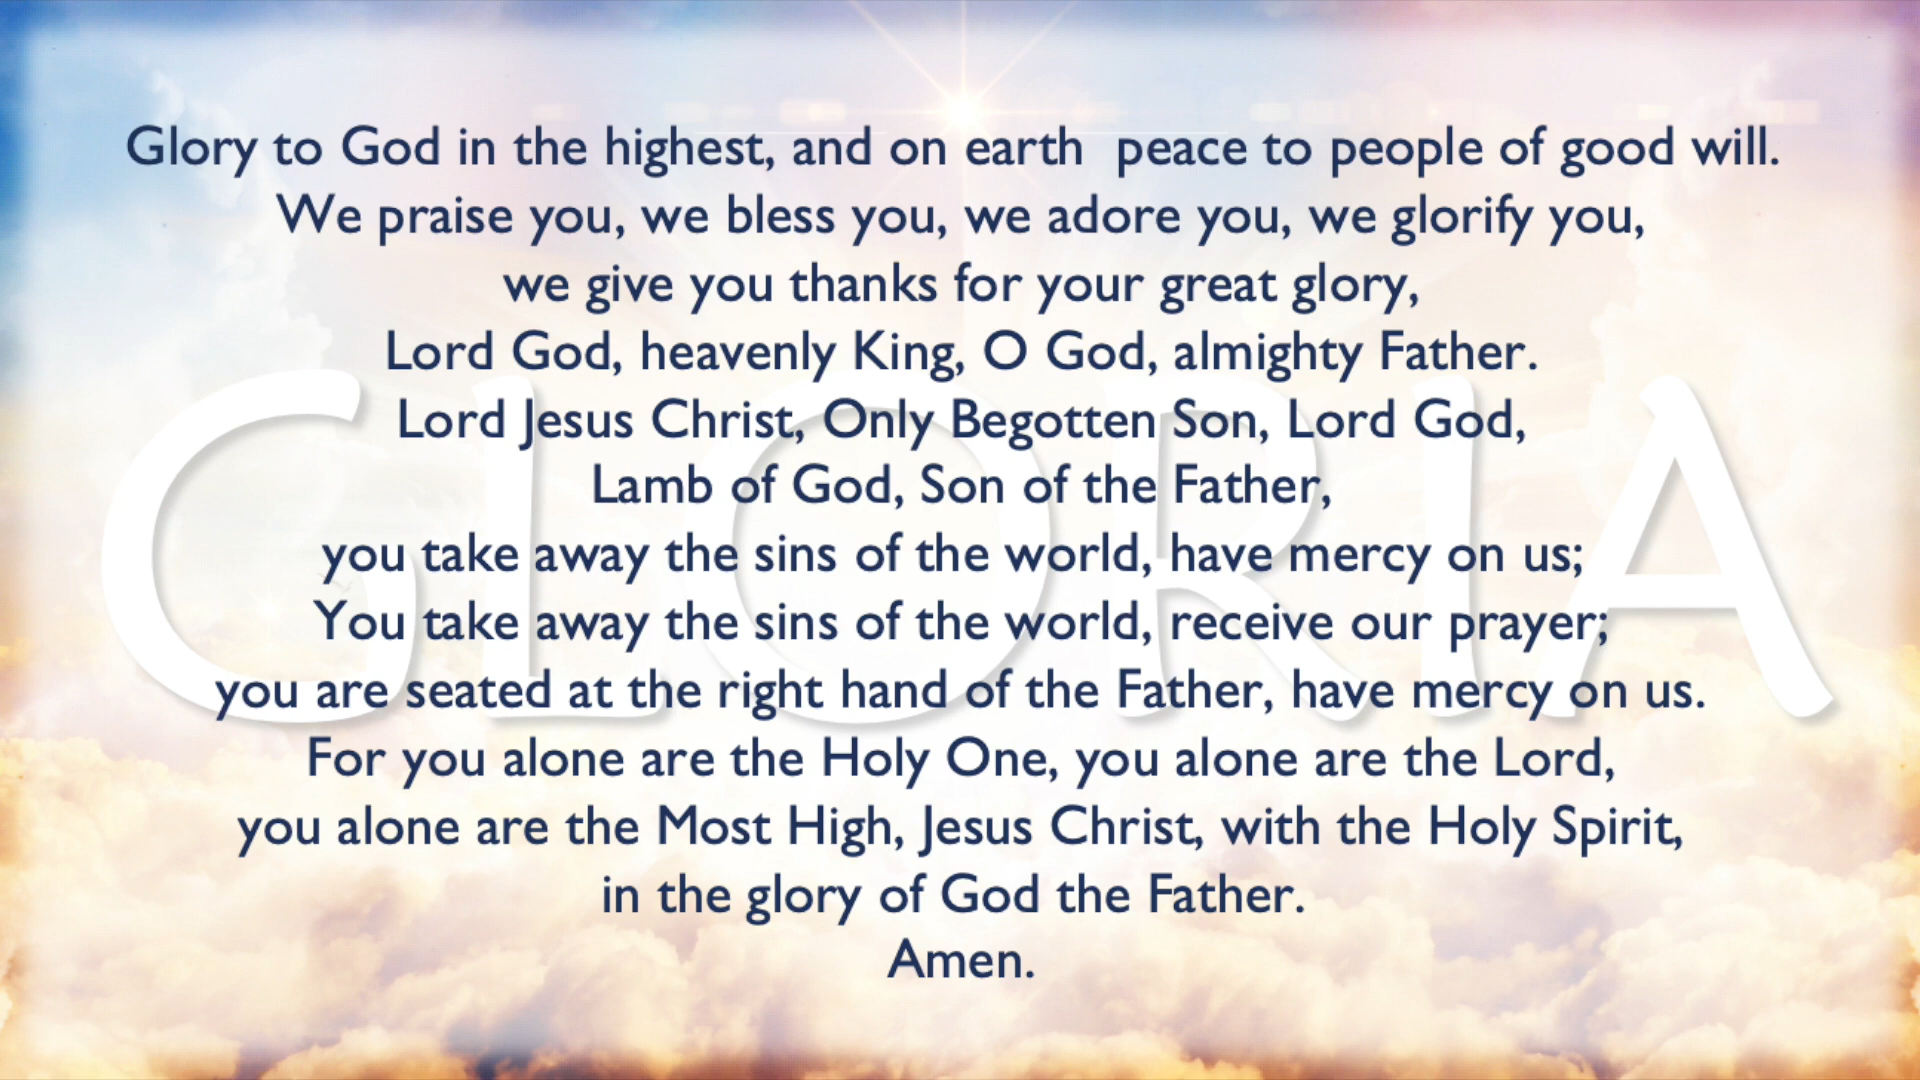 Glory to God in the highest, and on earth  peace to people of good will.
We praise you, we bless you, we adore you, we glorify you,
we give you thanks for your great glory,
Lord God, heavenly King, O God, almighty Father.
Lord Jesus Christ, Only Begotten Son, Lord God,
Lamb of God, Son of the Father,
you take away the sins of the world, have mercy on us;
You take away the sins of the world, receive our prayer;
you are seated at the right hand of the Father, have mercy on us.
For you alone are the Holy One, you alone are the Lord,
you alone are the Most High, Jesus Christ, with the Holy Spirit,
in the glory of God the Father.
Amen.
GLORIA